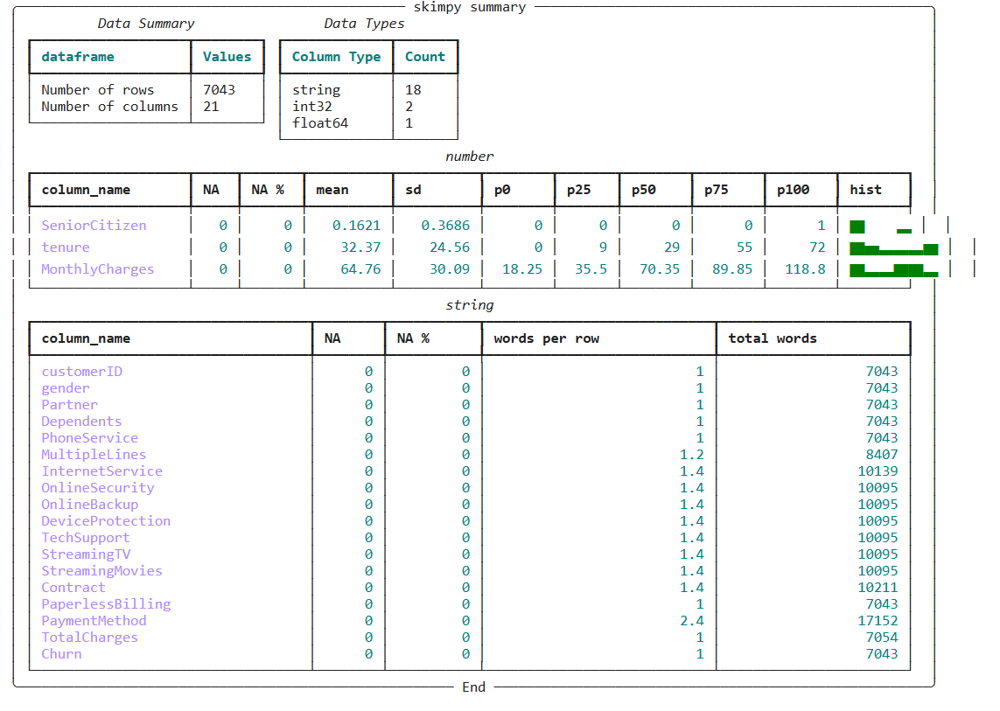 skimpy summary
Data Summary Data Types
dataframe Values Column Type Count
Number of rows 7043 string 18
Number of columns 21 int32 2
float64 1
number
column_name NA NA % mean sd p0 p25 p50 p75 p100 hist
SeniorCitizen 0 0 0.1621 0.3686 0 0 0 0 1
tenure 0 0 32.37 24.56 0 9 29 55 72
MonthlyCharges 0 0 64.76 30.09 18.25 35.5 70.35 89.85 118.8
string
column_name NA NA % words per row total words
customerID 0 0 1 7043
gender 0 0 1 7043
Partner 0 0 1 7043
Dependents 0 0 1 7043
PhoneService 0 0 1 7043
MultipleLines 0 0 1.2 8407
InternetService 0 0 1.4 10139
OnlineSecurity 0 0 1.4 10095
OnlineBackup 0 0 1.4 10095
DeviceProtection 0 0 1.4 10095
TechSupport 0 0 1.4 10095
StreamingTV 0 0 1.4 10095
StreamingMovies 0 0 1.4 10095
Contract 0 0 1.4 10211
PaperlessBilling 0 0 1 7043
PaymentMethod 0 0 2.4 17152
TotalCharges 0 0 1 7054
Churn 0 0 1 7043
End